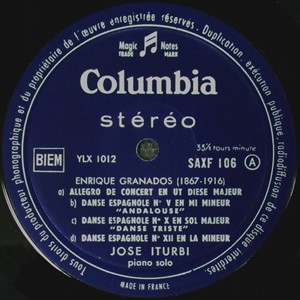 Tous droits du producteur phonographique et du propriétaire de l'œuvre enregistrée réservés. Duplication, exécution publique, radiodiffusion de ce disque interdites.
Magic Notes
TRADE MARK
Columbia
stéréo
33⅓ tours minute
BIEM
YLX 1012
SAXF 106 A
ENRIQUE GRANADOS (1867-1916)
a) ALLEGRO DE CONCERT EN UT DIESE MAJEUR
b) DANSE ESPAGNOLE Nº V EN MI MINEUR
"ANDALOUSE"
c) DANSE ESPAGNOLE Nº X EN SOL MAJEUR
"DANSE TRISTE"
d) DANSE ESPAGNOLE Nº XII EN LA MINEUR
JOSE ITURBI
piano solo
MADE IN FRANCE